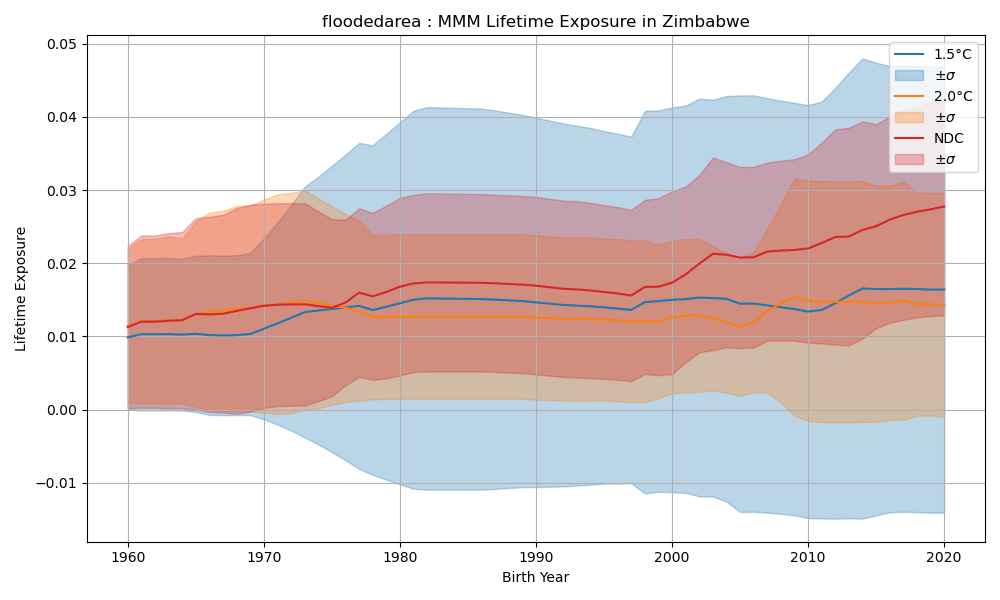 floodedarea : MMM Lifetime Exposure in Zimbabwe
0.05
0.04
0.03
0.02
0.01
0.00
−0.01
Lifetime Exposure
1.5°C
±σ
2.0°C
±σ
NDC
±σ
1960
1970
1980
1990
2000
2010
2020
Birth Year